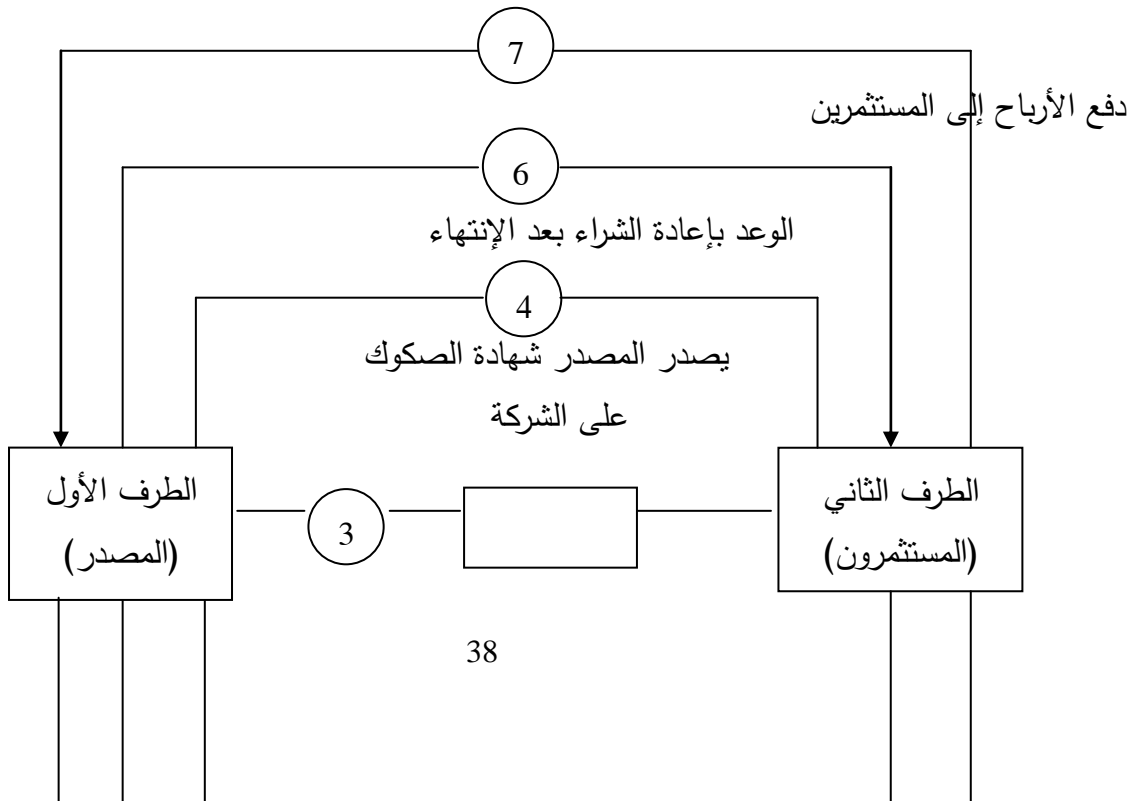 7
دفع الأرباح إلى المستثمرين
6
الوعد بإعادة الشراء بعد الإنتهاء
4
يصدر المصدر شهادة الصكوك
على الشركة
الطرف الثاني
(المستثمرون)
3
الطرف الأول
(المصدر)
38